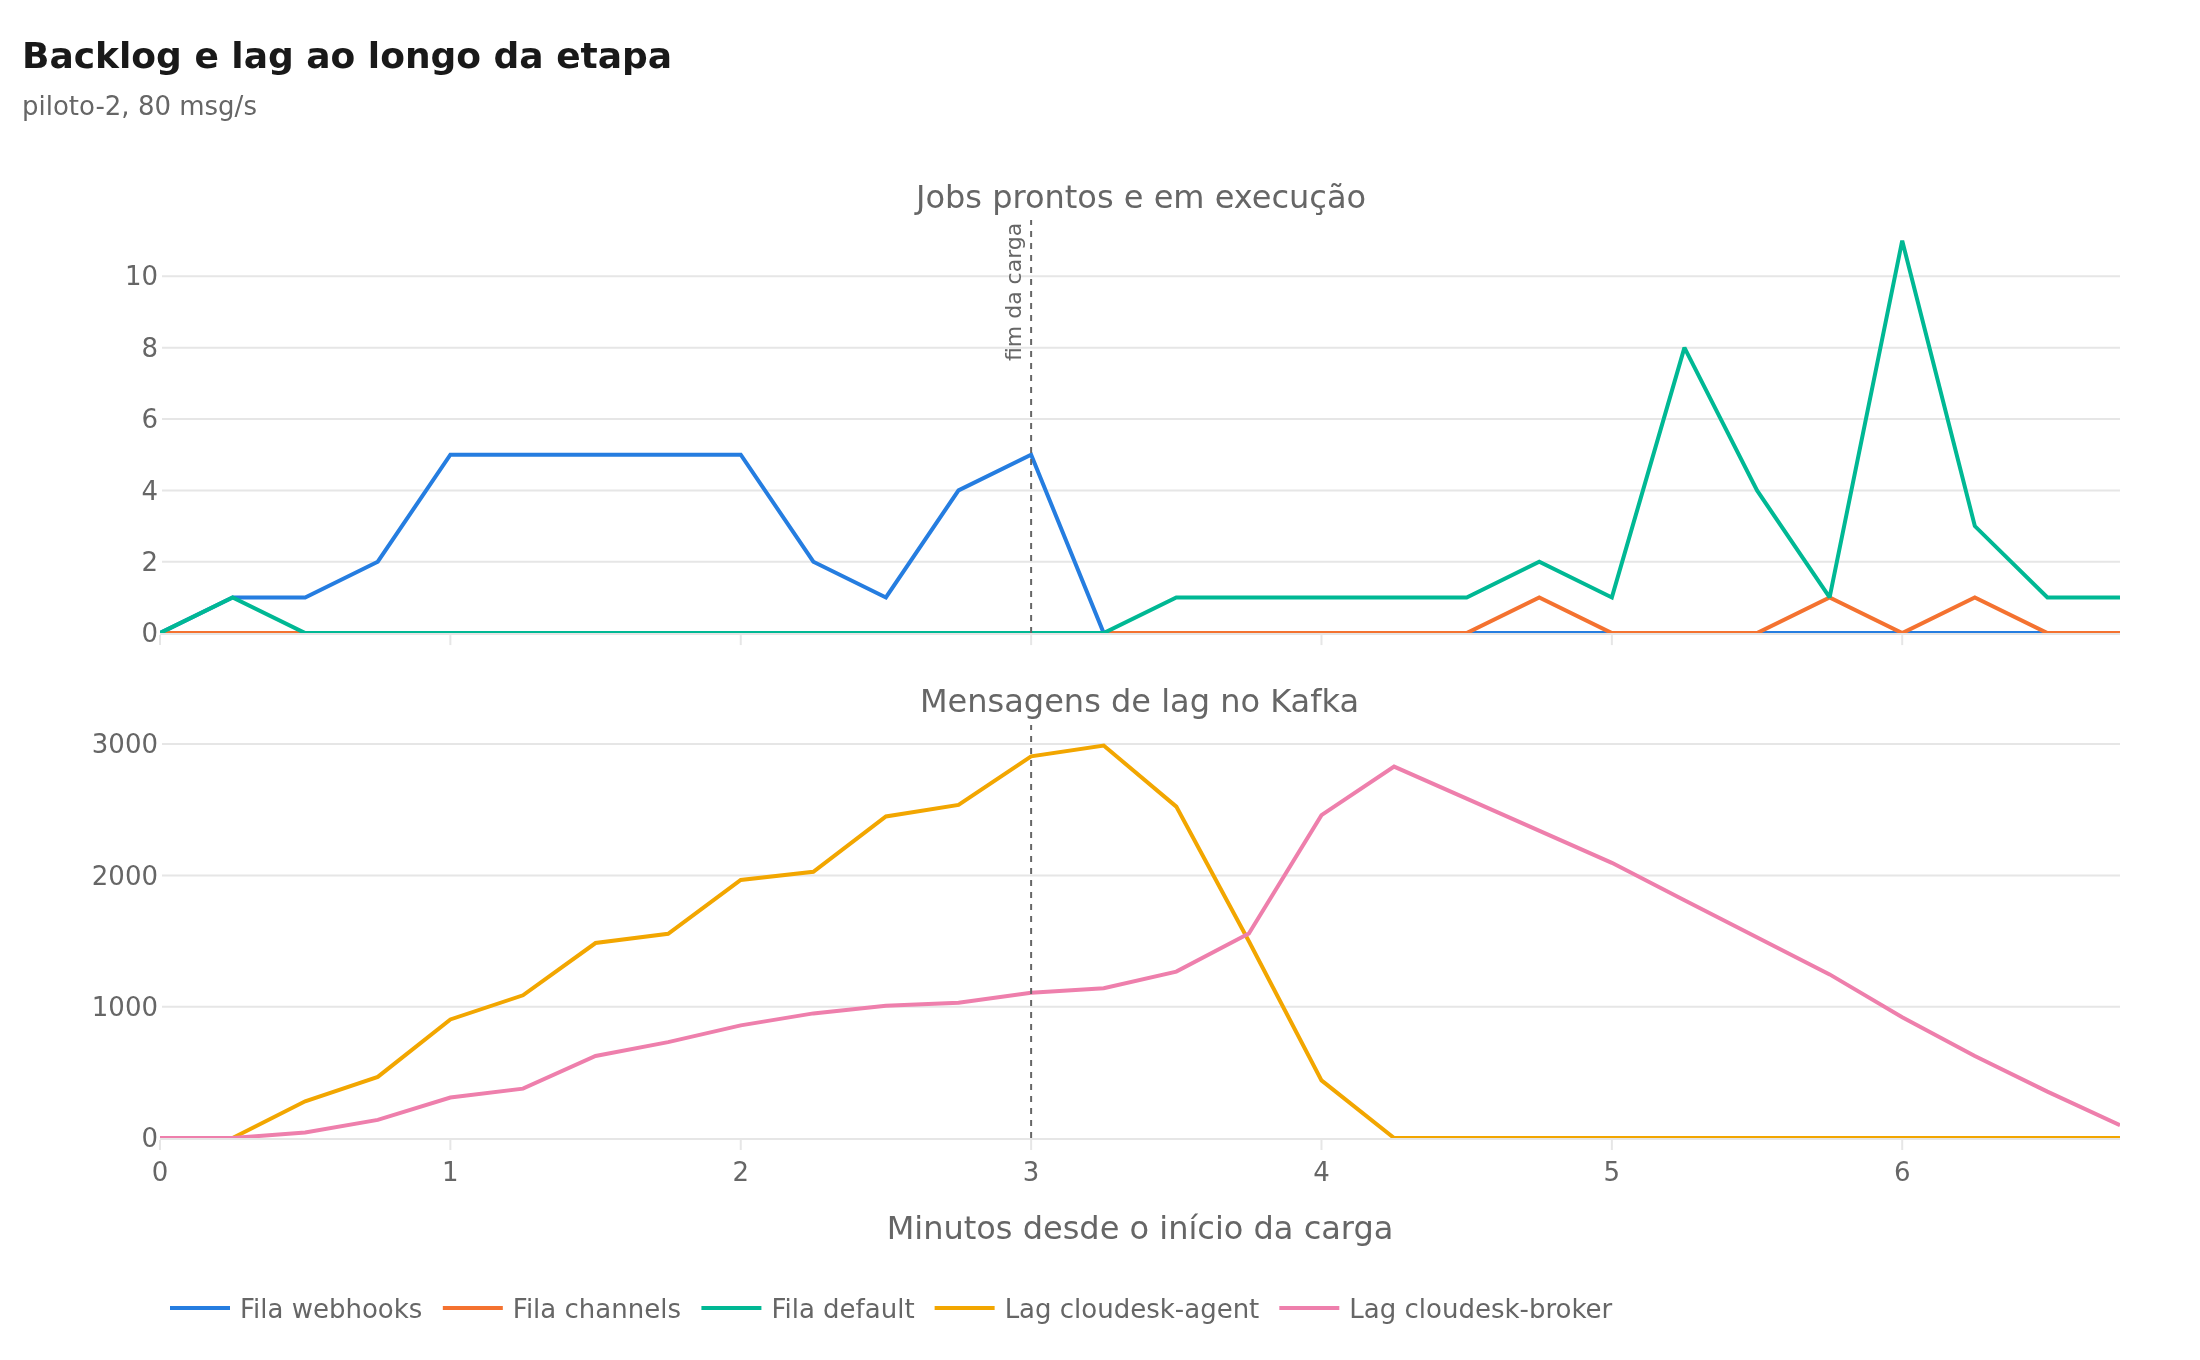 Backlog e lag ao longo da etapa
piloto-2, 80 msg/s
Jobs prontos e em execução
fim da carga
10
8
6
4
2
0
Mensagens de lag no Kafka
3000
2000
1000
0
0 1 2 3 4 5 6
Minutos desde o início da carga
Fila webhooks Fila channels Fila default Lag cloudesk-agent Lag cloudesk-broker